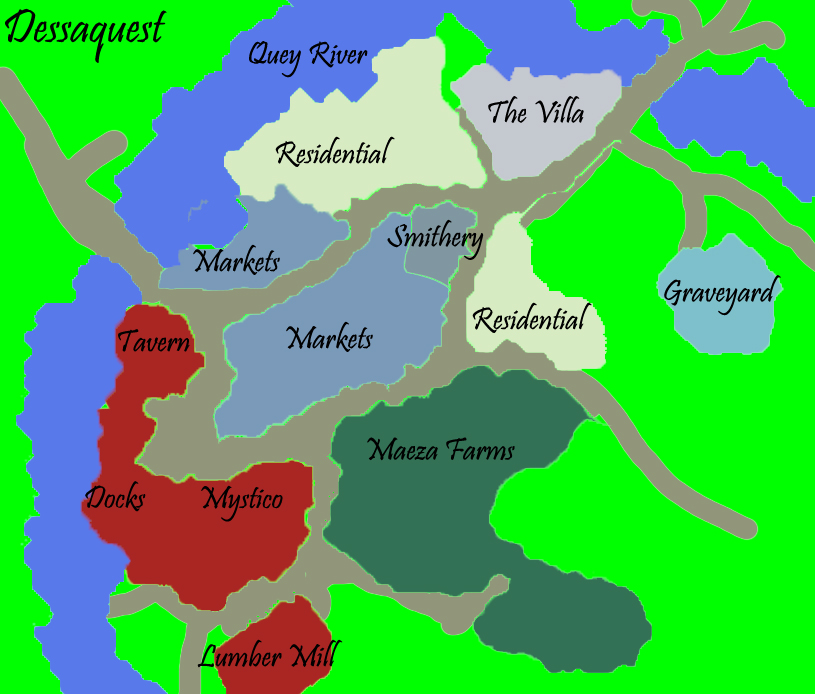 Dessaquest
Quey River
The Villa
Residential
Smithery
Markets
Graveyard
Residential
Markets
Tavern
Maeza Farms
Docks
Mystico
Lumber Mill